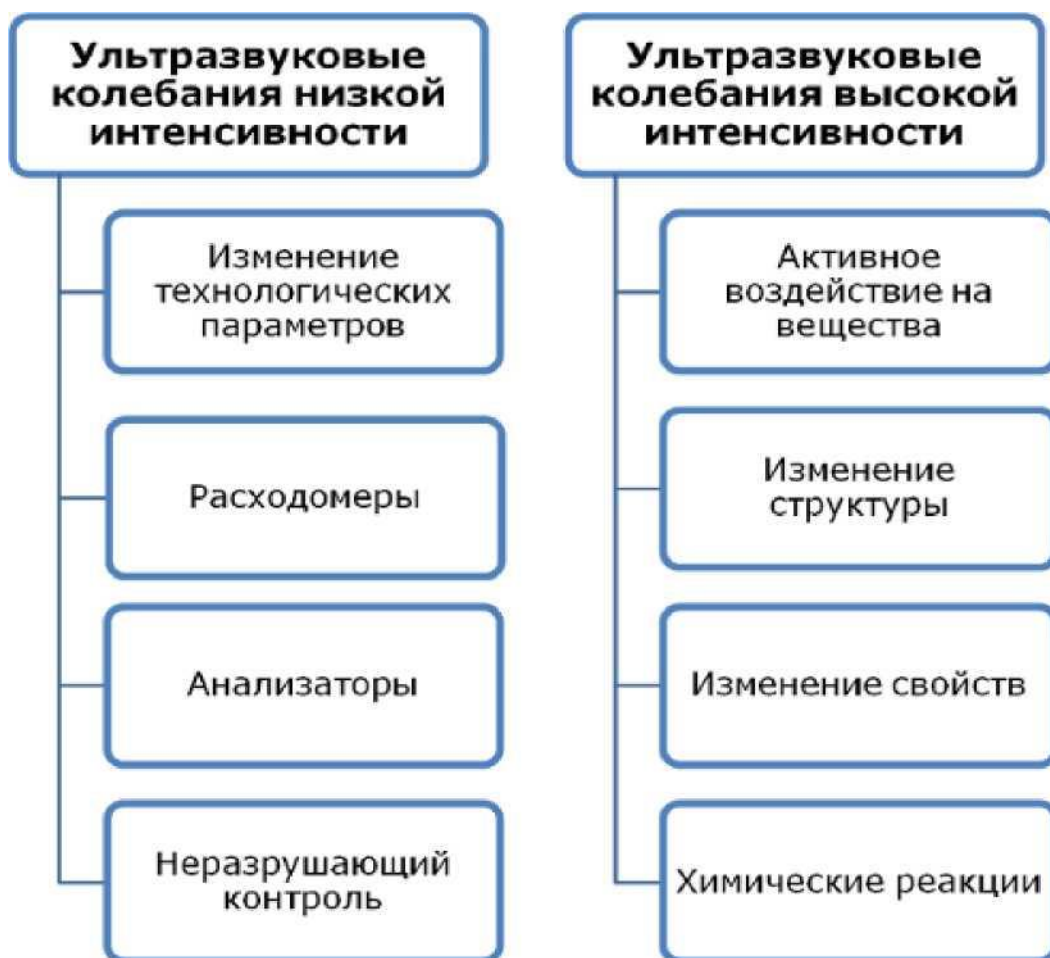 Ультразвуковые
колебания низкой
интенсивности
Изменение
технологических
параметров
Расходомеры
Анализаторы
Неразрушающий
контроль
Ультразвуковые
колебания высокой
интенсивности
Активное
воздействие на
вещества
Изменение
структуры
Изменение свойств
Химические реакции